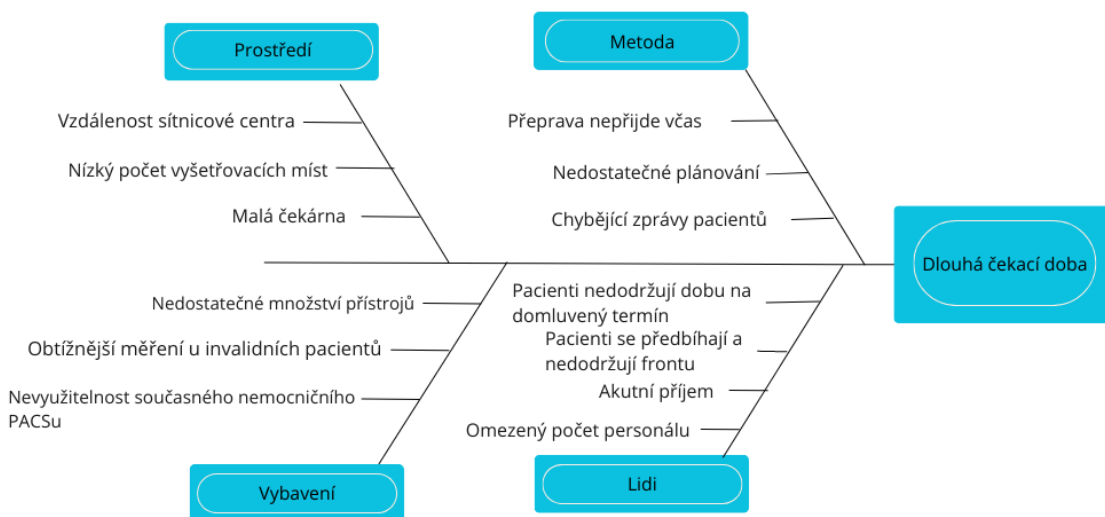 Prostředí
Metoda
Vzdálenost sítnicové centra
Nízký počet vyšetřovacích míst
Malá čekárna
Přeprava nepřijde včas
Nedostatečné plánování
Chybějící zprávy pacientů
Dlouhá čekací doba
Nedostatečné množství přístrojů
Obtížnější měření u invalidních pacientů
Nevyužitelnost současného nemocničního
PACSu
Pacienti nedodržují dobu na
domluvený termín
Pacienti se předbíhají a
nedodržují frontu
Akutní příjem
Omezený počet personálu
Vybavení
Lidi